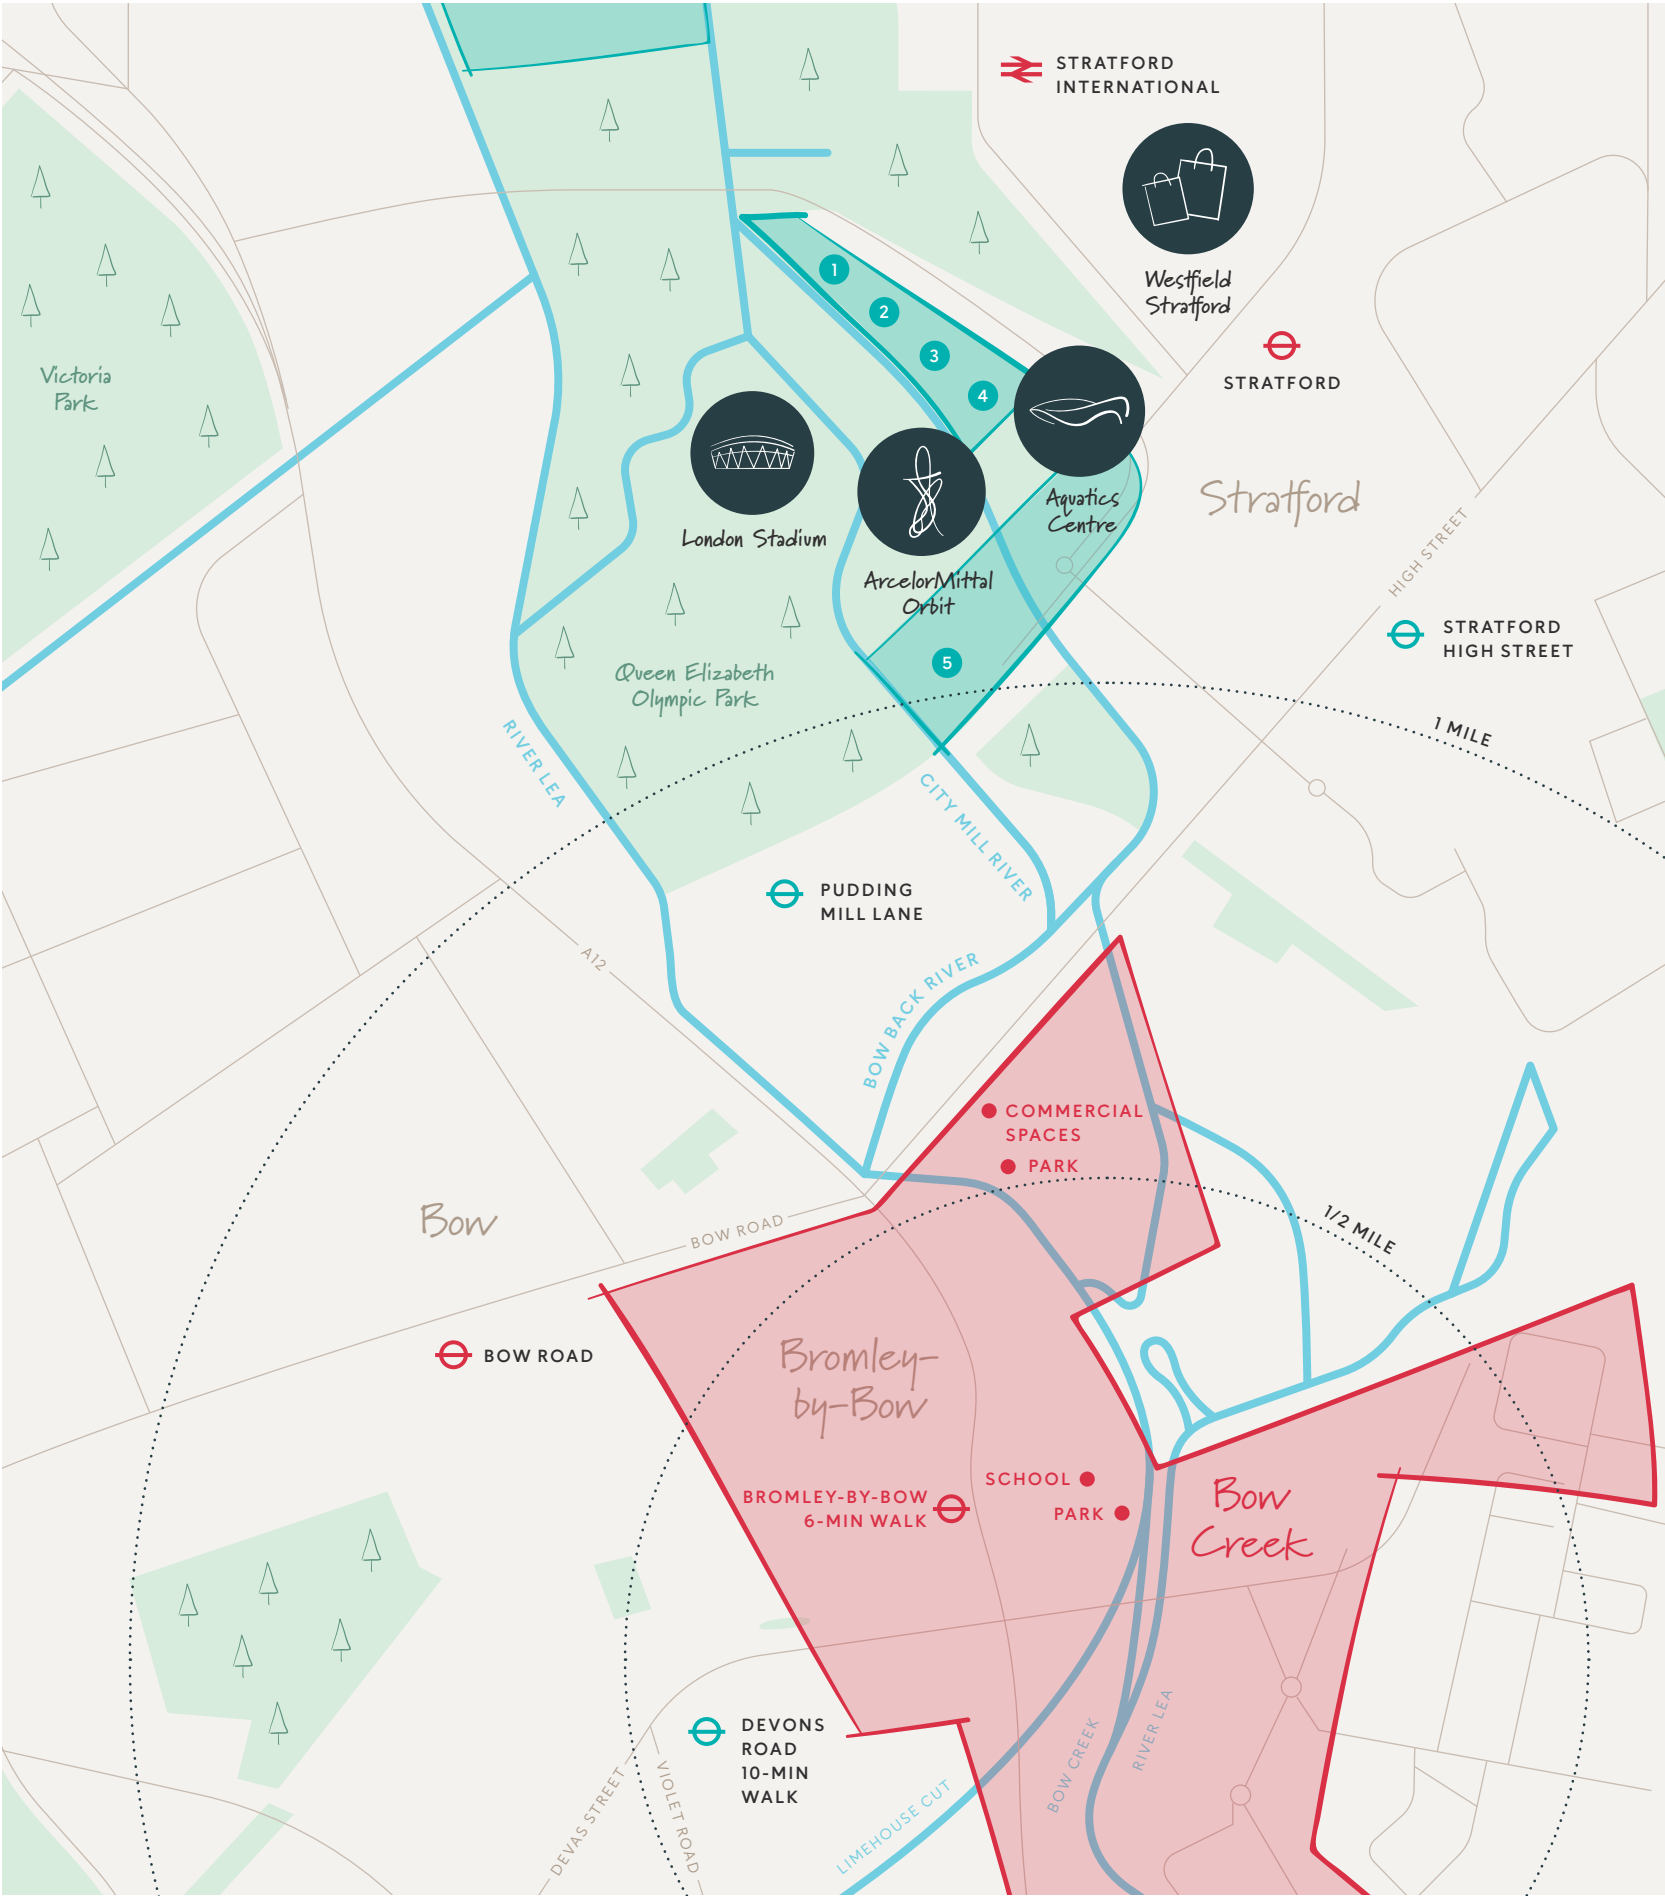 STRATFORD
INTERNATIONAL
Westfield
Stratford
1
2
3
4
STRATFORD
Victoria
Park
London Stadium
Aquatics
Centre
Stratford
HIGH STREET
ArcelorMittal
Orbit
STRATFORD
HIGH STREET
5
Queen Elizabeth
Olympic Park
1 MILE
RIVER LEA
CITY MILL RIVER
PUDDING
MILL LANE
A12
BOW BACK RIVER
COMMERCIAL
SPACES
PARK
Bow
BOW ROAD
1/2 MILE
BOW ROAD
Bromley-
by-Bow
SCHOOL
BROMLEY-BY-BOW
6-MIN WALK
PARK
Bow
Creek
DEVONS
ROAD
10-MIN
WALK
DEVAS STREET
VIOLET ROAD
LIMEHOUSE CUT
BOW CREEK
RIVER LEA